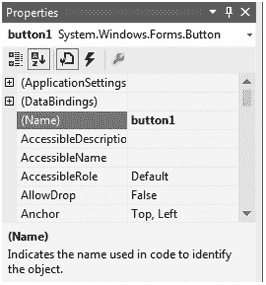 Properties
button1 System.Windows.Forms.Button
(ApplicationSettings
(DataBindings)
(Name) button1
AccessibleDescriptio
AccessibleName
AccessibleRole Default
AllowDrop False
Anchor Top, Left
(Name)
Indicates the name used in code to identify
the object.